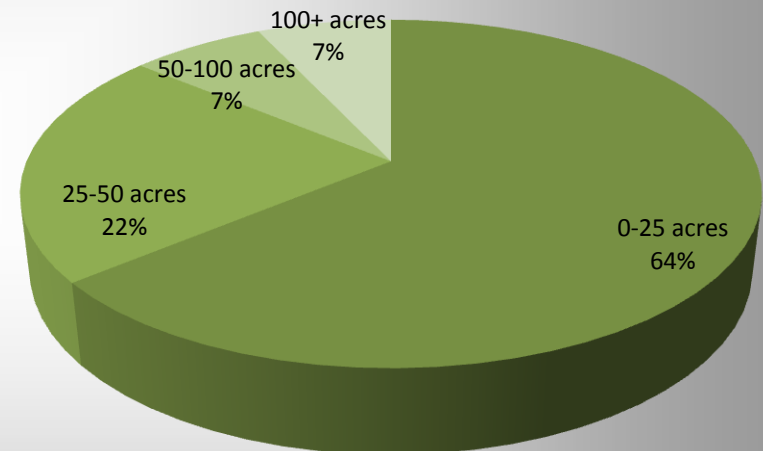 100+ acres
7%
50-100 acres
7%
25-50 acres
22%
0-25 acres
64%